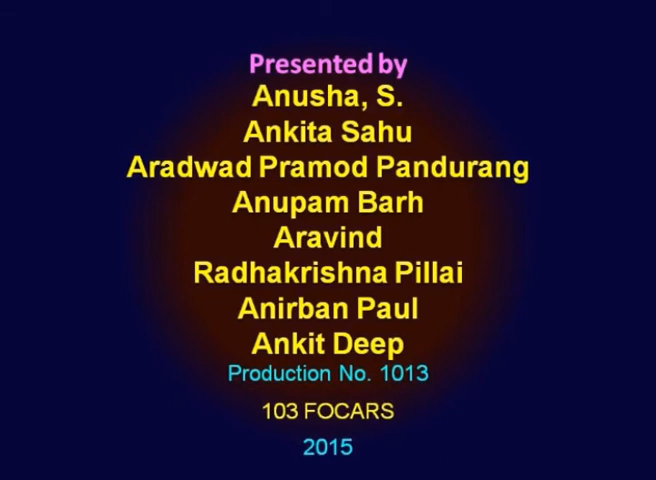 Presented by
Anusha, S.
Ankita Sahu
Aradwad Pramod Pandurang
Anupam Barh
Aravind
Radhakrishna Pillai
Anirban Paul
Ankit Deep
Production No. 1013
103 FOCARS
2015